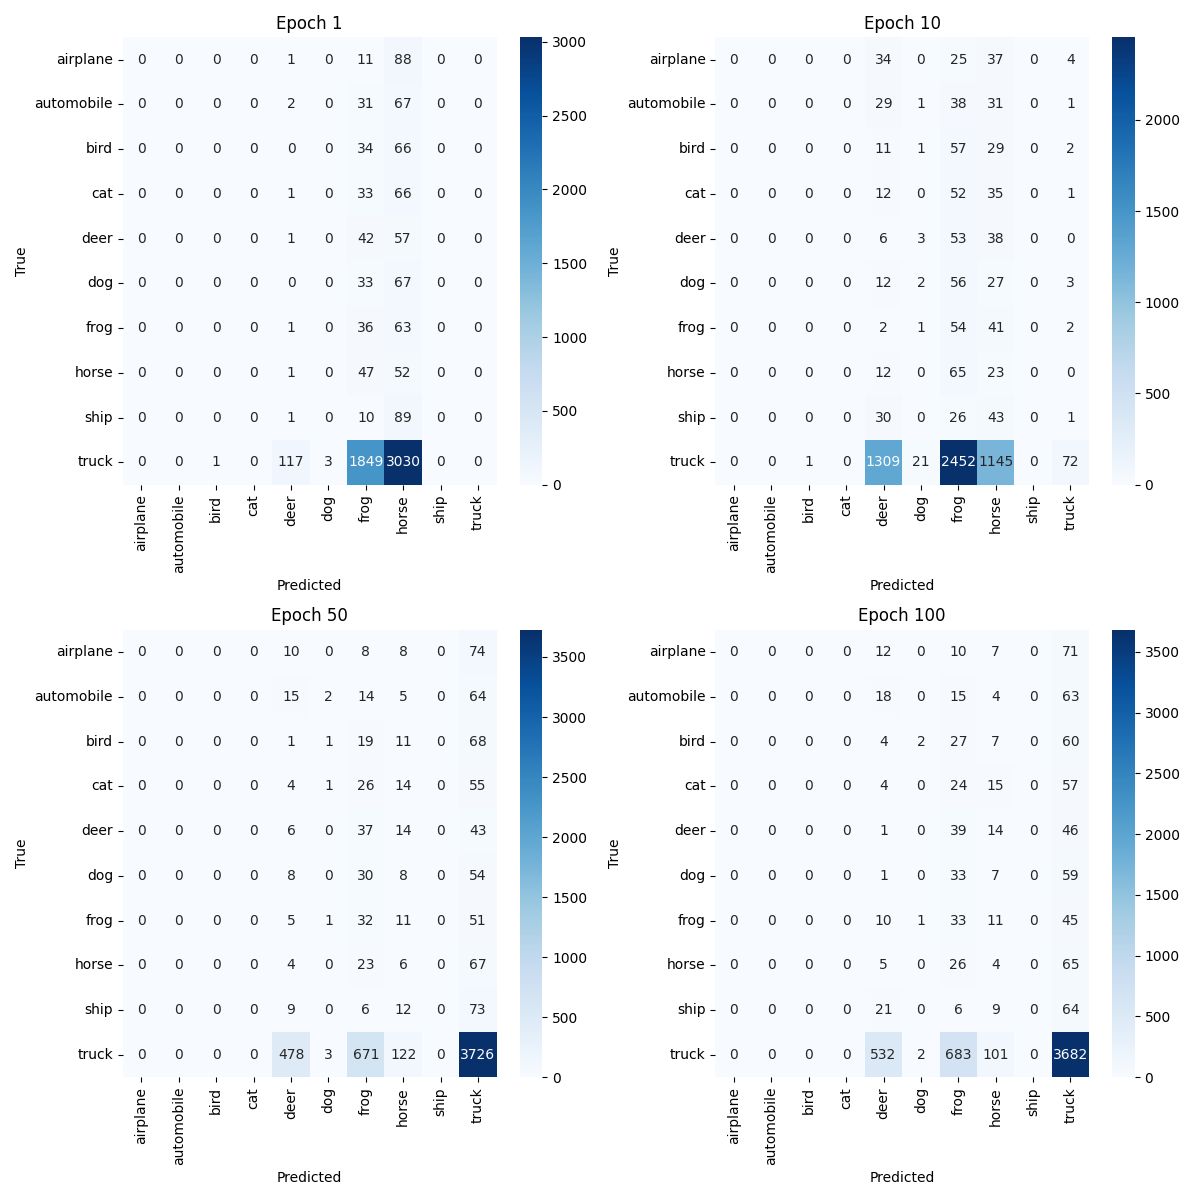 Epoch 1
airplane 0 0 0 0 1 0 11 88 0 0
automobile 0 0 0 0 2 0 31 67 0 0
bird 0 0 0 0 0 0 34 66 0 0
cat 0 0 0 0 1 0 33 66 0 0
deer 0 0 0 0 1 0 42 57 0 0
dog 0 0 0 0 0 0 33 67 0 0
frog 0 0 0 0 1 0 36 63 0 0
horse 0 0 0 0 1 0 47 52 0 0
ship 0 0 0 0 1 0 10 89 0 0
truck 0 0 1 0 117 3 1849 3030 0 0
airplane automobile bird cat deer dog frog horse ship truck
Predicted
True
3000
2500
2000
1500
1000
500
0
Epoch 10
airplane 0 0 0 0 34 0 25 37 0 4
automobile 0 0 0 0 29 1 38 31 0 1
bird 0 0 0 0 11 1 57 29 0 2
cat 0 0 0 0 12 0 52 35 0 1
deer 0 0 0 0 6 3 53 38 0 0
dog 0 0 0 0 12 2 56 27 0 3
frog 0 0 0 0 2 1 54 41 0 2
horse 0 0 0 0 12 0 65 23 0 0
ship 0 0 0 0 30 0 26 43 0 1
truck 0 0 1 0 1309 21 2452 1145 0 72
airplane automobile bird cat deer dog frog horse ship truck
Predicted
True
2000
1500
1000
500
0
Epoch 50
airplane 0 0 0 0 10 0 8 8 0 74
automobile 0 0 0 0 15 2 14 5 0 64
bird 0 0 0 0 1 1 19 11 0 68
cat 0 0 0 0 4 1 26 14 0 55
deer 0 0 0 0 6 0 37 14 0 43
dog 0 0 0 0 8 0 30 8 0 54
frog 0 0 0 0 5 1 32 11 0 51
horse 0 0 0 0 4 0 23 6 0 67
ship 0 0 0 0 9 0 6 12 0 73
truck 0 0 0 0 478 3 671 122 0 3726
airplane automobile bird cat deer dog frog horse ship truck
Predicted
True
3500
3000
2500
2000
1500
1000
500
0
Epoch 100
airplane 0 0 0 0 12 0 10 7 0 71
automobile 0 0 0 0 18 0 15 4 0 63
bird 0 0 0 0 4 2 27 7 0 60
cat 0 0 0 0 4 0 24 15 0 57
deer 0 0 0 0 1 0 39 14 0 46
dog 0 0 0 0 1 0 33 7 0 59
frog 0 0 0 0 10 1 33 11 0 45
horse 0 0 0 0 5 0 26 4 0 65
ship 0 0 0 0 21 0 6 9 0 64
truck 0 0 0 0 532 2 683 101 0 3682
airplane automobile bird cat deer dog frog horse ship truck
Predicted
True
3500
3000
2500
2000
1500
1000
500
0